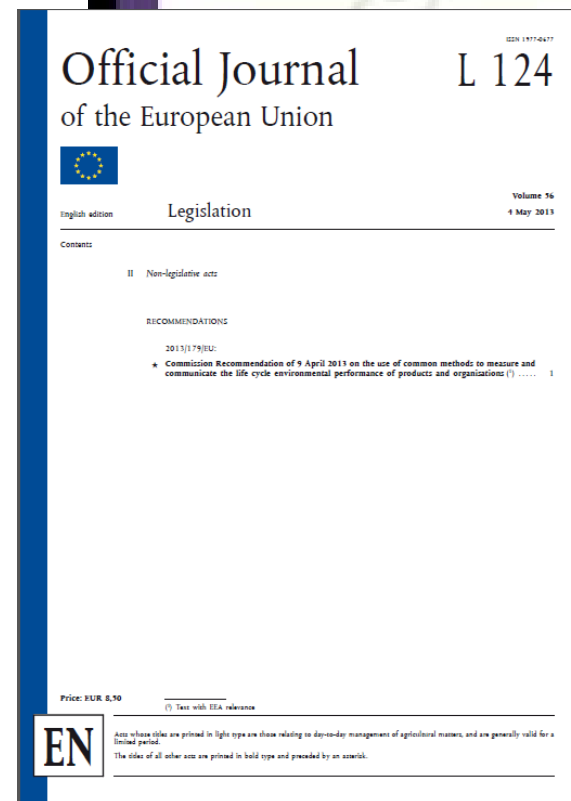 ISSN 1977-0677
Official Journal
L 124
of the European Union
Volume 56
English edition
Legislation
4 May 2013
Contents
II Non-legislative acts
RECOMMENDATIONS
2013/179/EU:
★ Commission Recommendation of 9 April 2013 on the use of common methods to measure and
communicate the life cycle environmental performance of products and organisations (¹) ..... 1
Price: EUR 8,50
(¹) Text with EEA relevance
EN
Acts whose titles are printed in light type are those relating to day-to-day management of agricultural matters, and are generally valid for a
limited period.
The titles of all other acts are printed in bold type and preceded by an asterisk.